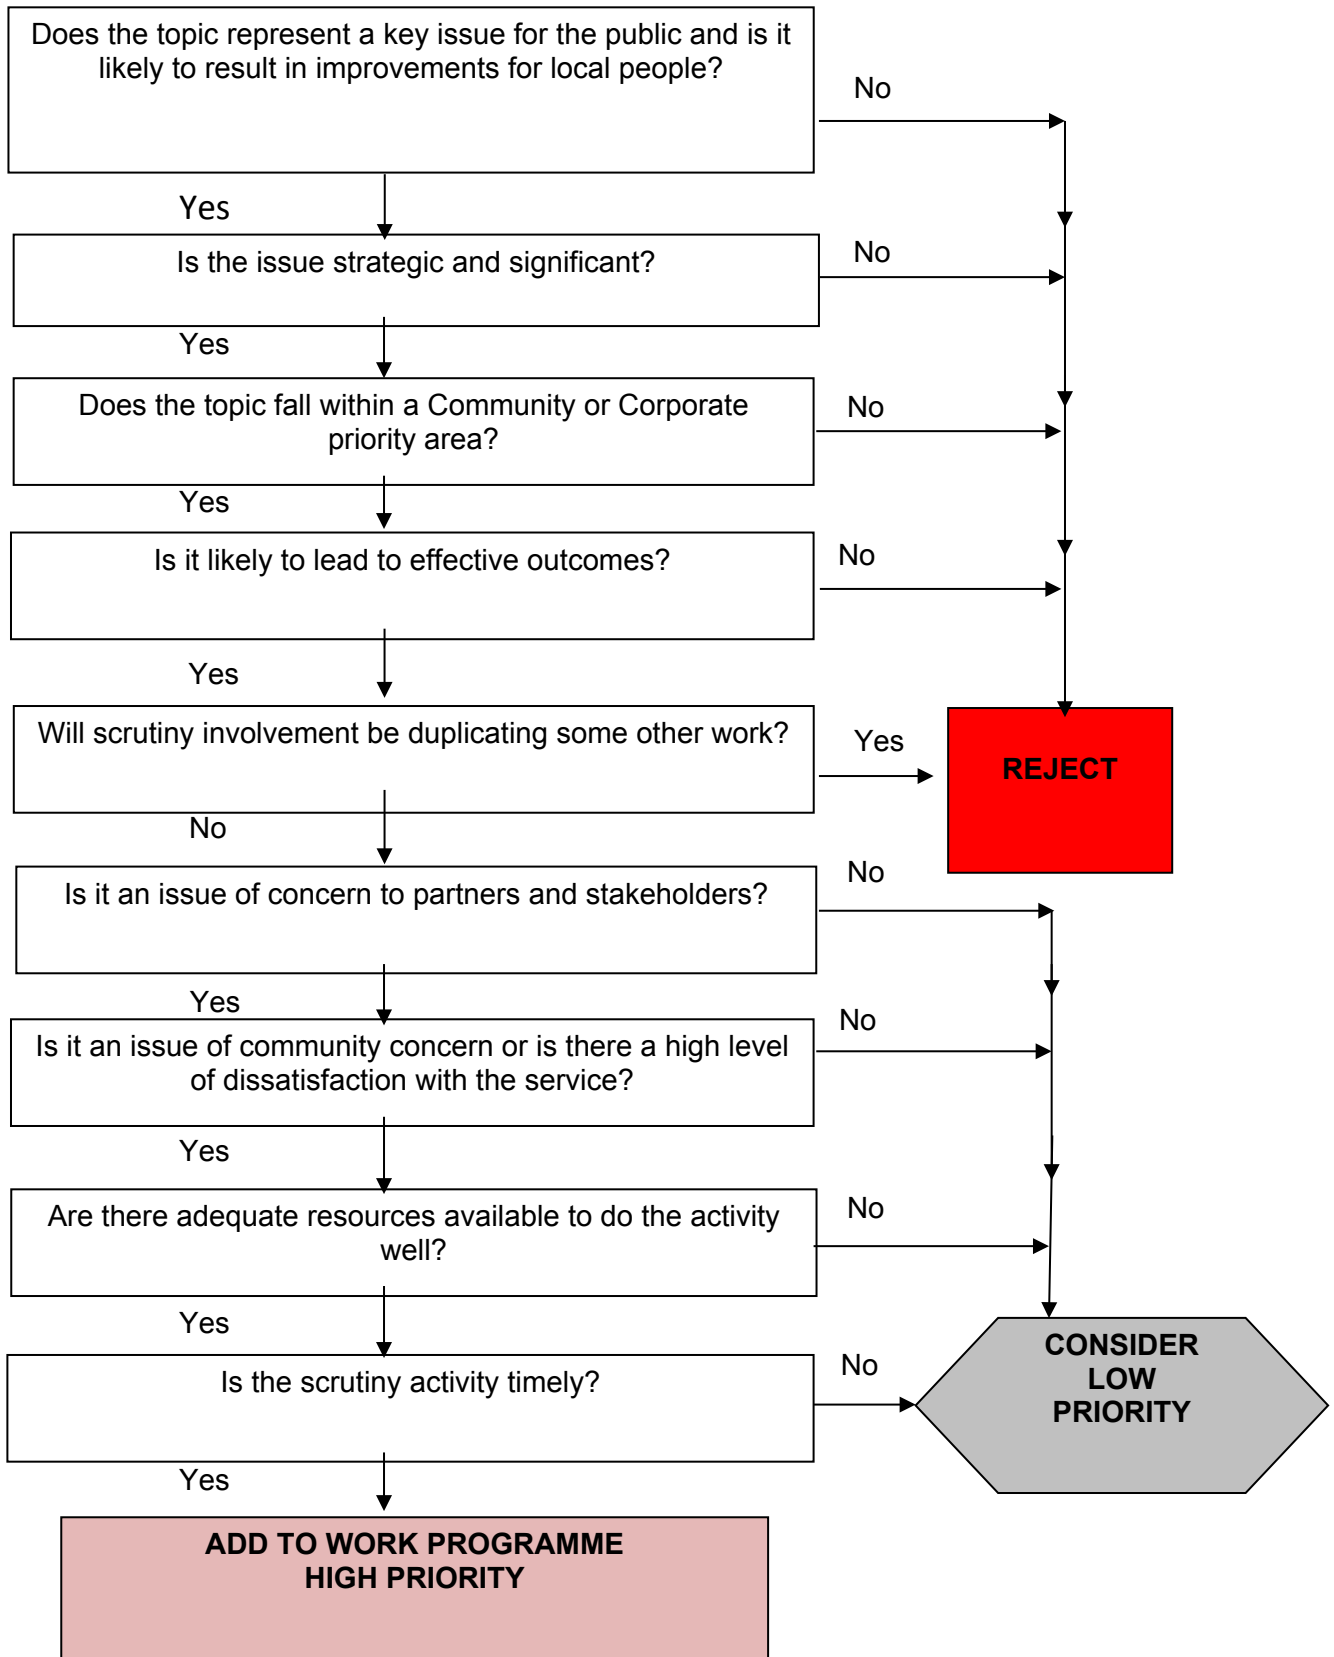 Does the topic represent a key issue for the public and is it
likely to result in improvements for local people?
No
Yes
Is the issue strategic and significant?
No
Yes
Does the topic fall within a Community or Corporate
priority area?
No
Yes
Is it likely to lead to effective outcomes?
No
Yes
Will scrutiny involvement be duplicating some other work?
Yes
REJECT
No
Is it an issue of concern to partners and stakeholders?
No
Yes
Is it an issue of community concern or is there a high level
of dissatisfaction with the service?
No
Yes
Are there adequate resources available to do the activity
well?
No
Yes
Is the scrutiny activity timely?
No
CONSIDER
LOW
PRIORITY
Yes
ADD TO WORK PROGRAMME
HIGH PRIORITY